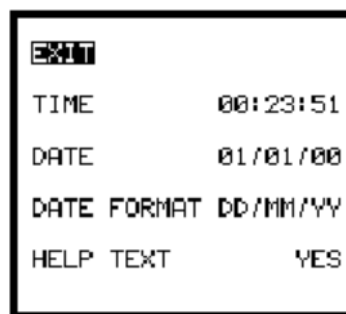 EXIT
TIME 00:23:51
DATE 01/01/00
DATE FORMAT DD/MM/YY
HELP TEXT YES